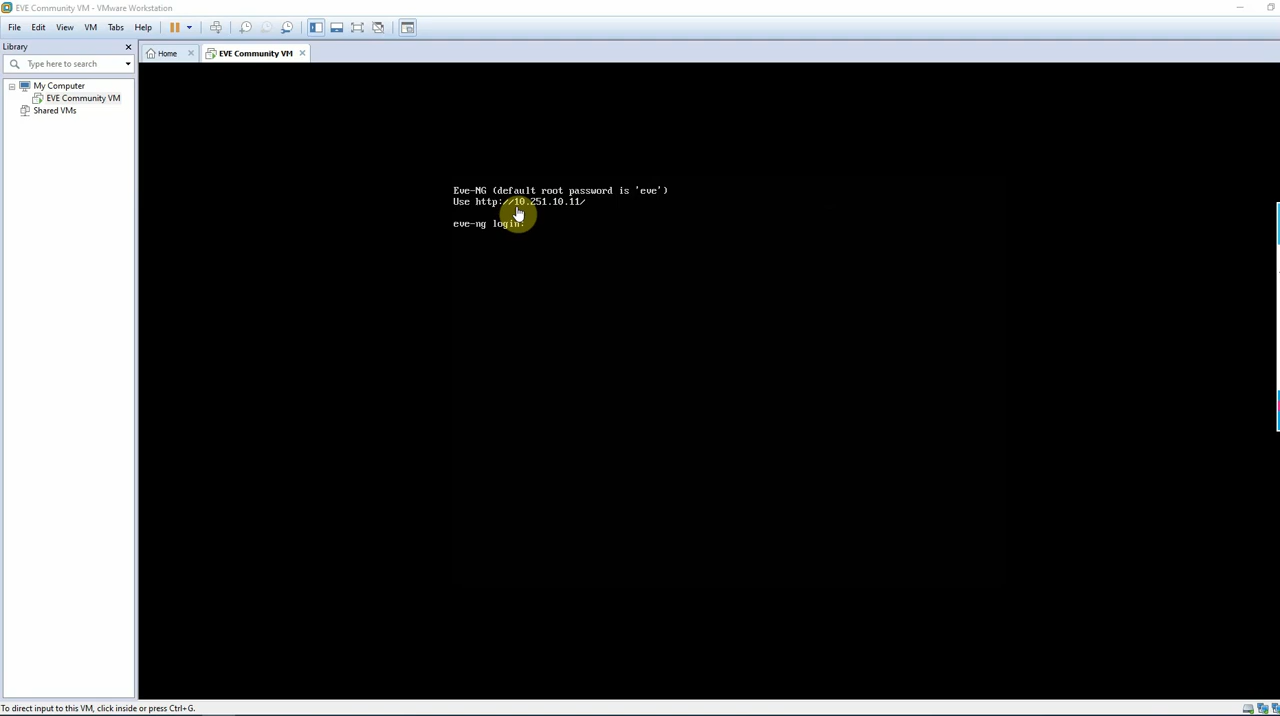 EVE Community VM - VMware Workstation
File Edit View VM Tabs Help
Library
Type here to search
My Computer
EVE Community VM
Shared VMs
Home
EVE Community VM
Eve-NG (default root password is 'eve')
Use http://10.251.10.11/
eve-ng login:
To direct input to this VM, click inside or press Ctrl+G.